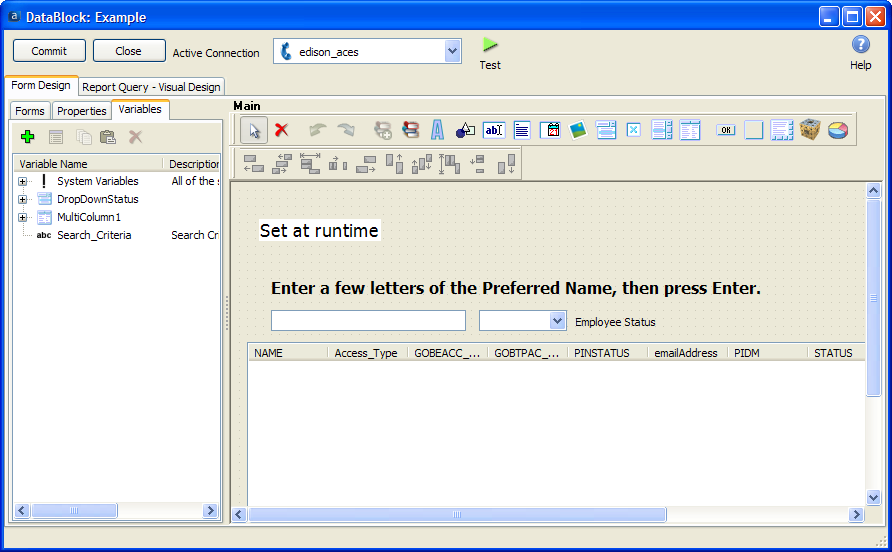 DataBlock: Example
Commit
Close
Active Connection
edison_aces
Test
Help
Form Design
Report Query - Visual Design
Forms
Properties
Variables
Main
OK
Variable Name
Description
System Variables
All of the s
DropDownStatus
MultiColumn1
abc
Search_Criteria
Search Cr
Set at runtime
Enter a few letters of the Preferred Name, then press Enter.
Employee Status
NAME
Access_Type
GOBEACC_...
GOBTPAC_...
PINSTATUS
emailAddress
PIDM
STATUS